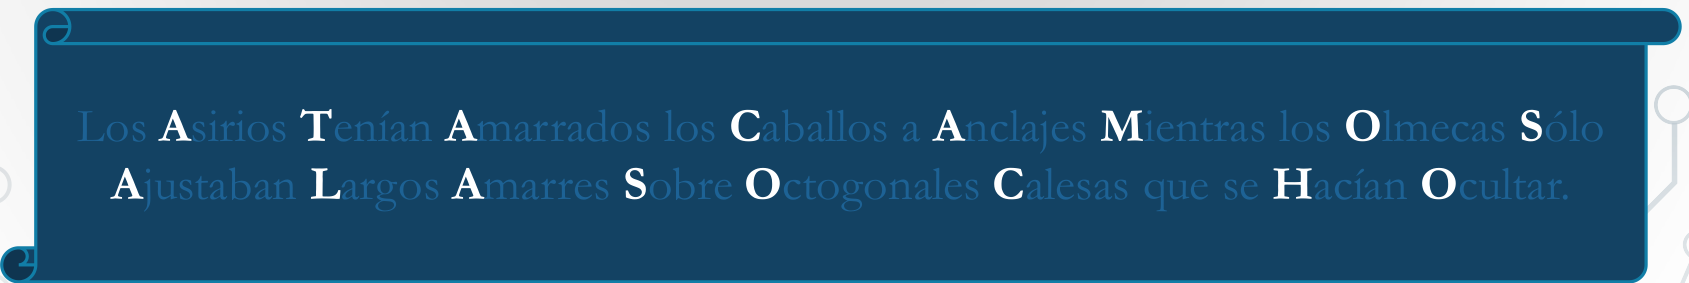 Los Asirios Tenían Amarrados los Caballos a Anclajes Mientras los Olmecas Sólo
Ajustaban Largos Amarres Sobre Octogonales Calesas que se Hacían Ocultar.